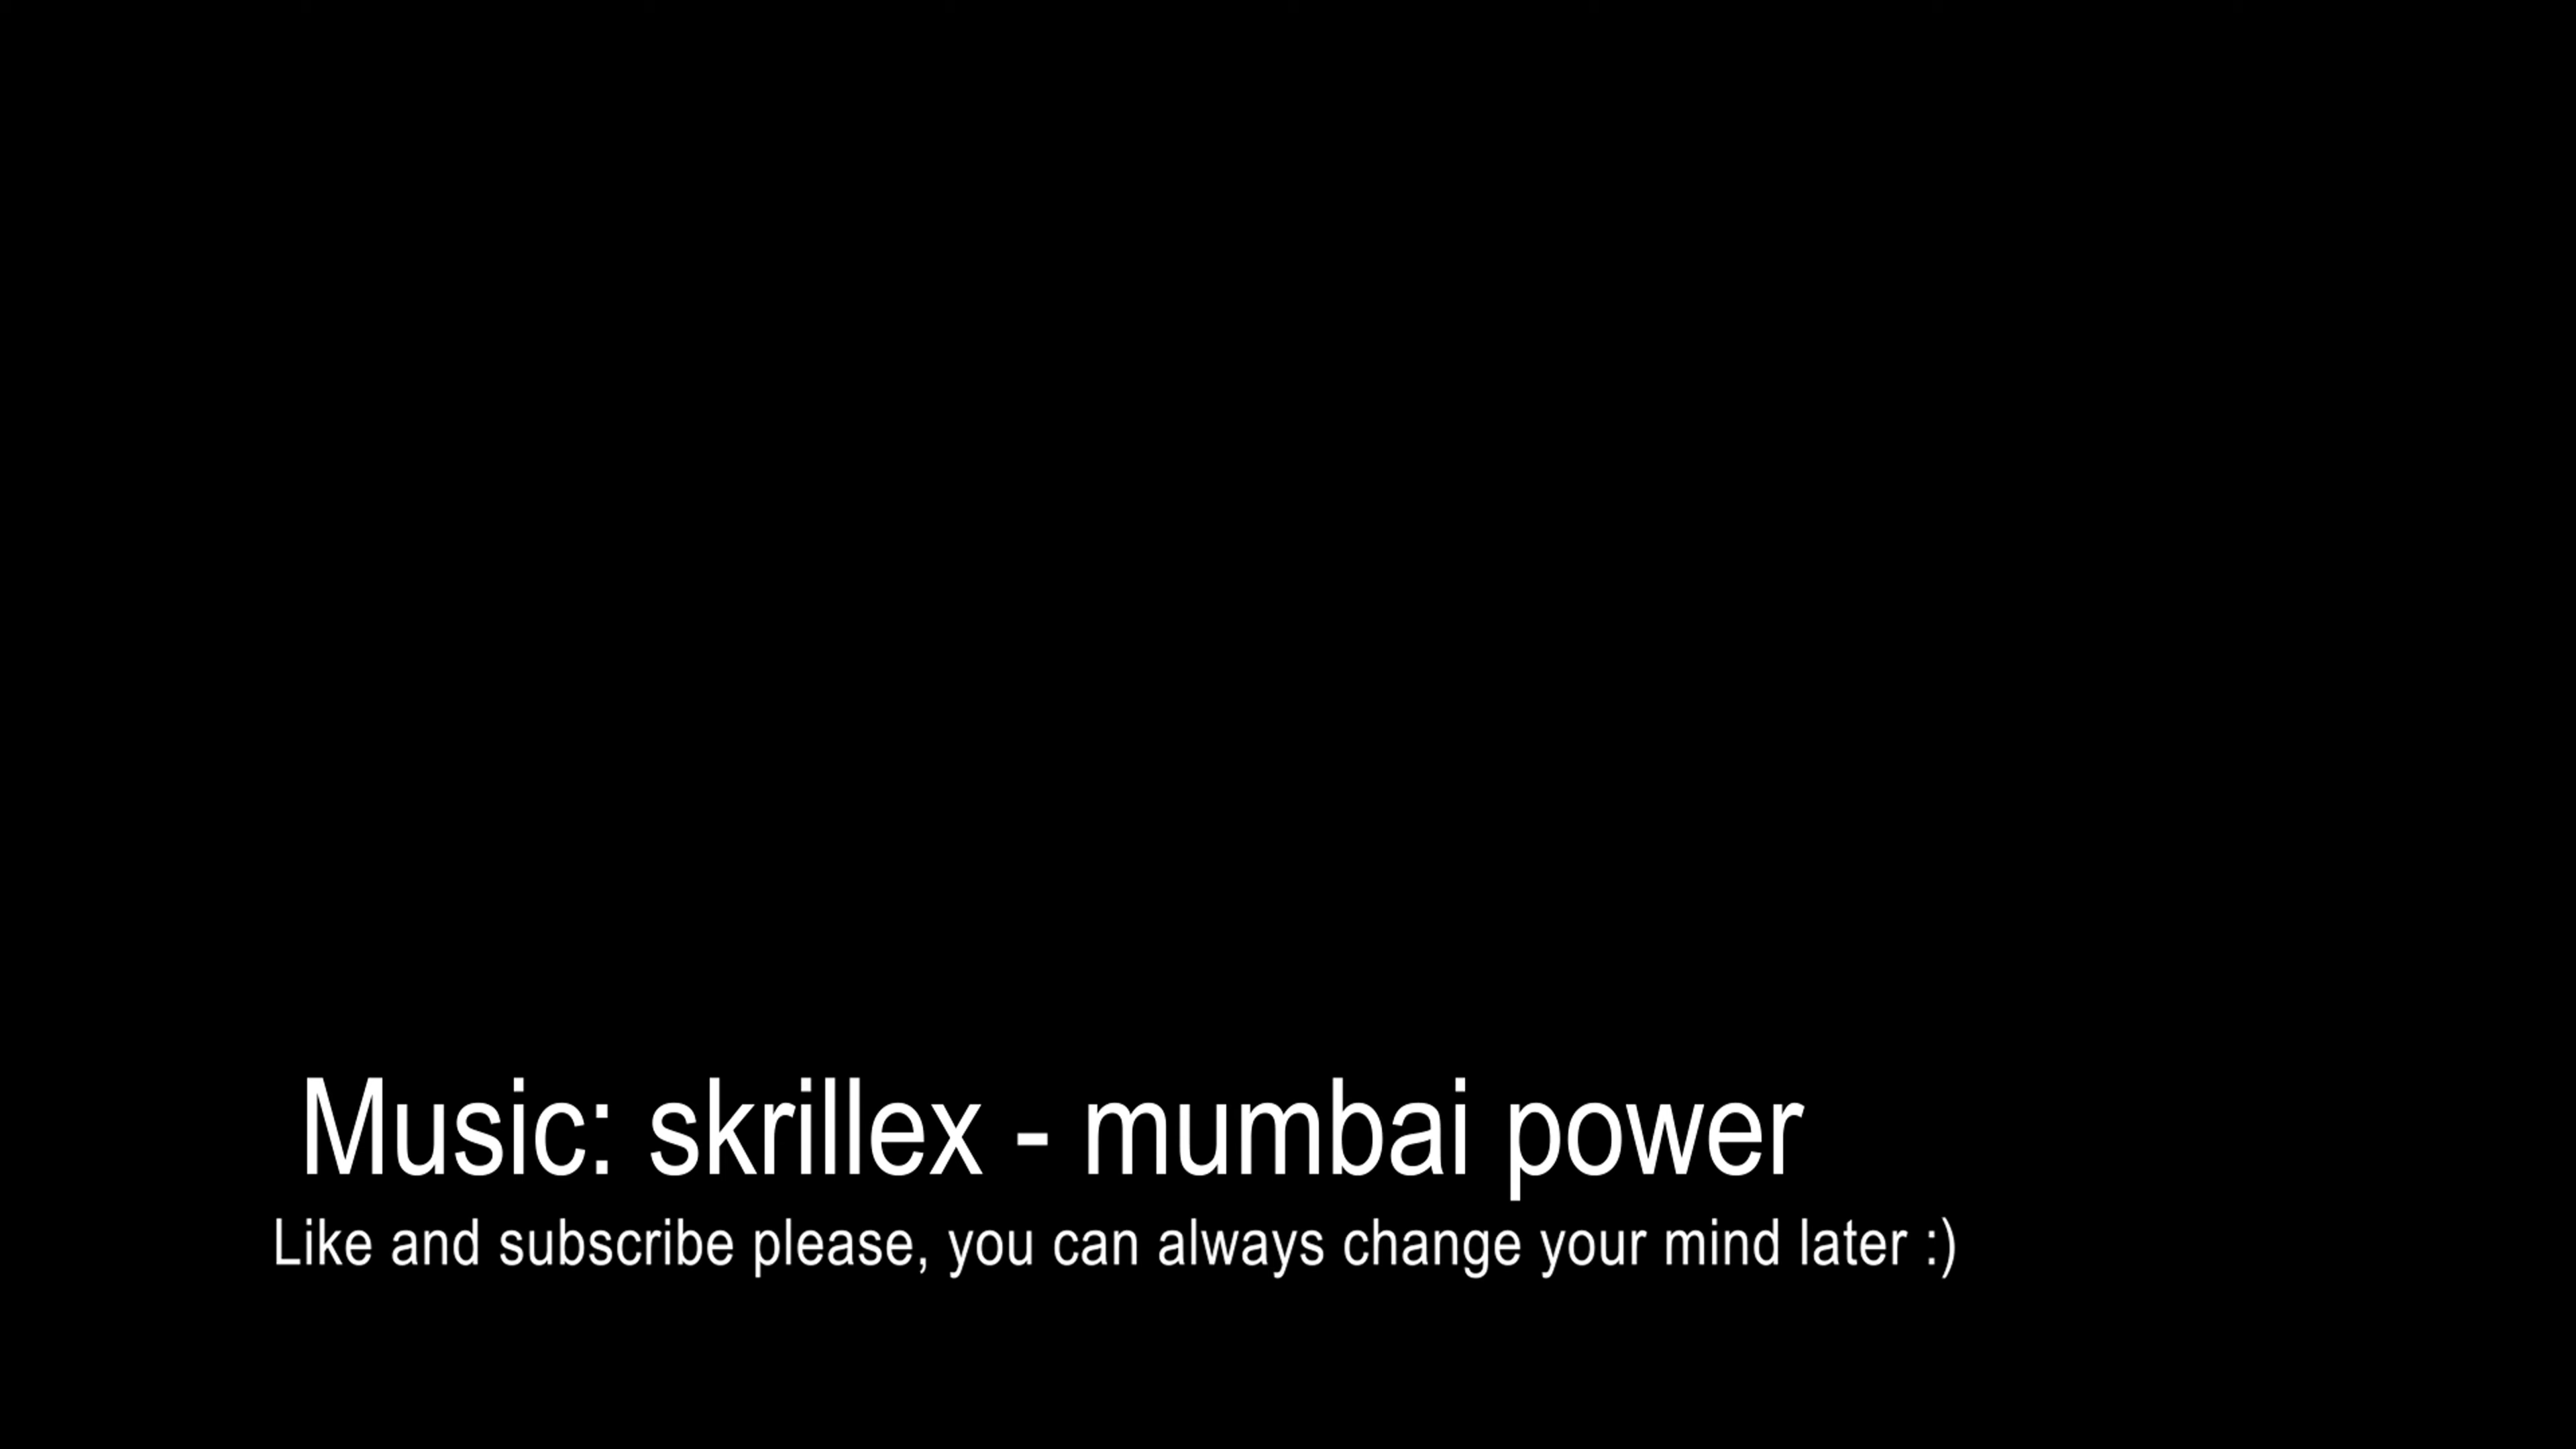 Music: skrillex - mumbai power
Like and subscribe please, you can always change your mind later :)